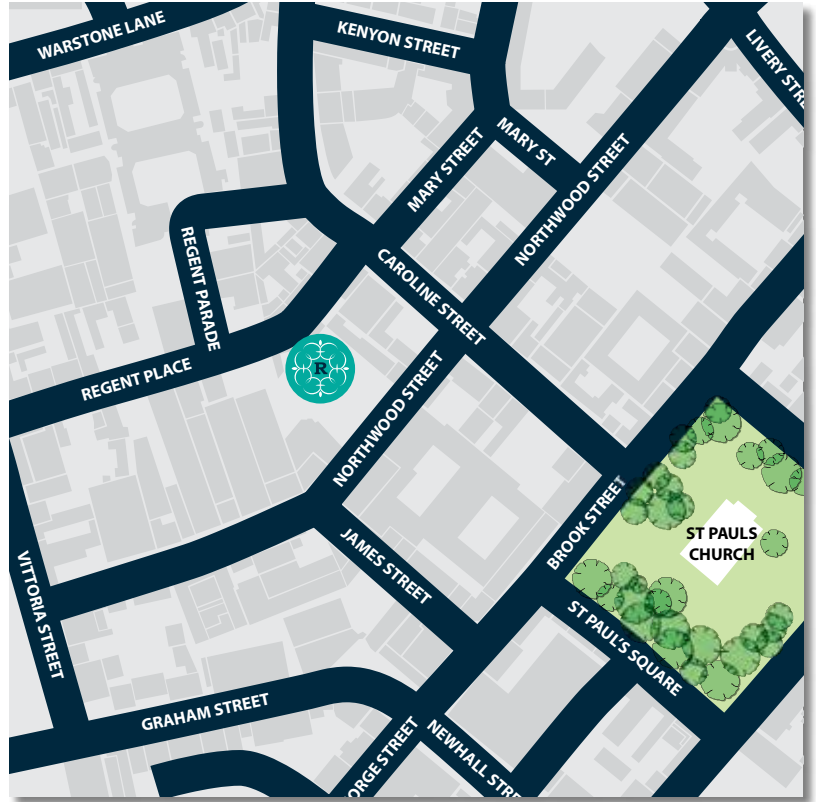 WARSTONE LANE
KENYON STREET
LIVERY STRE
MARY STREET
MARY ST
NORTHWOOD STREET
REGENT PARADE
CAROLINE STREET
REGENT PLACE
R
NORTHWOOD STREET
BROOK STREET
ST PAULS
CHURCH
JAMES STREET
VITTORIA STREET
ST PAUL'S SQUARE
GRAHAM STREET
ORGE STREET
NEWHALL STRE